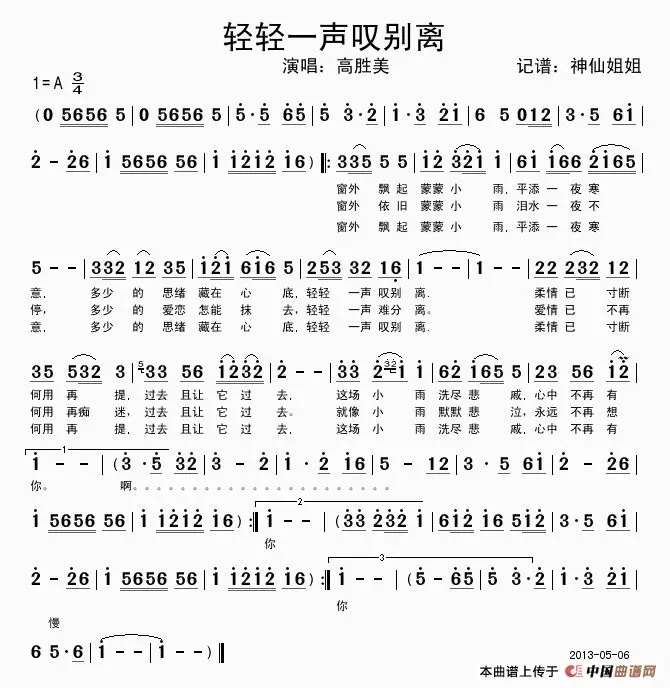 轻轻一声叹别离
演唱：高胜美 记谱：神仙姐姐
1=A 3/4
(0 5656 5 | 0 5656 5 | 5·5 65 | 5 3·2 | 1·3 21 | 6 5 012 | 3·5 61 |
2 - 26 | 1 5656 56 | 1 1212 16) |: 335 5 5 | 12 321 1 | 61 166 2165 |
窗外 飘起 蒙蒙小 雨,平添 一 夜寒
窗外 依旧 蒙蒙小 雨 泪水 一 夜不
窗外 飘起 蒙蒙小 雨,平添 一 夜寒
5 - - | 332 12 35 | 121 616 5 | 253 32 16 | 1 - - | 1 - - | 22 232 12 |
意, 多少 的 思绪 藏在 心 底,轻轻 一声 叹别 离. 柔情 已 寸断
停, 多少 的 爱恋 怎能 抹 去,轻轻 一声 难分 离。 爱情 已 不再
意, 多少 的 思绪 藏在 心 底,轻轻 一声 叹别 离. 柔情 已 寸断
35 532 3 | 5 33 56 | 1232 232 | 2 - - | 33 2 32 1 1 | 62 165 5 | 23 56 12 |
何用 再 提, 过去 且让 它 过 去, 这场 小 雨 洗尽 悲 戚,心中 不再 有
何用 再痴 迷, 过去 且让 它 过 去。 就像 小 雨 默默 悲 泣,永远 不再 想
何用 再 提, 过去 且让 它 过 去, 这场 小 雨 洗尽 悲 戚,心中 不再 有
1
1 - - | (3·5 32 | 3 - - | 3·2 12 | 1·6 16 | 5 - 12 | 3·5 61 | 2 - 26 |
你。 啊。。。。。。。。。。。。。。。。。。。。
2
1 5656 56 | 1 1212 16) :| 1 - - | (33 232 21 | 612 16 512 | 3·5 61 |
你
3
2 - 26 | 1 5656 56 | 1 1212 16) :| 1 - - | (5 - 65 | 5 3·2 | 3 21 |
你
慢
6 5·6 | 1 - - | 1 - - )||
2013-05-06
本曲谱上传于 中国曲谱网